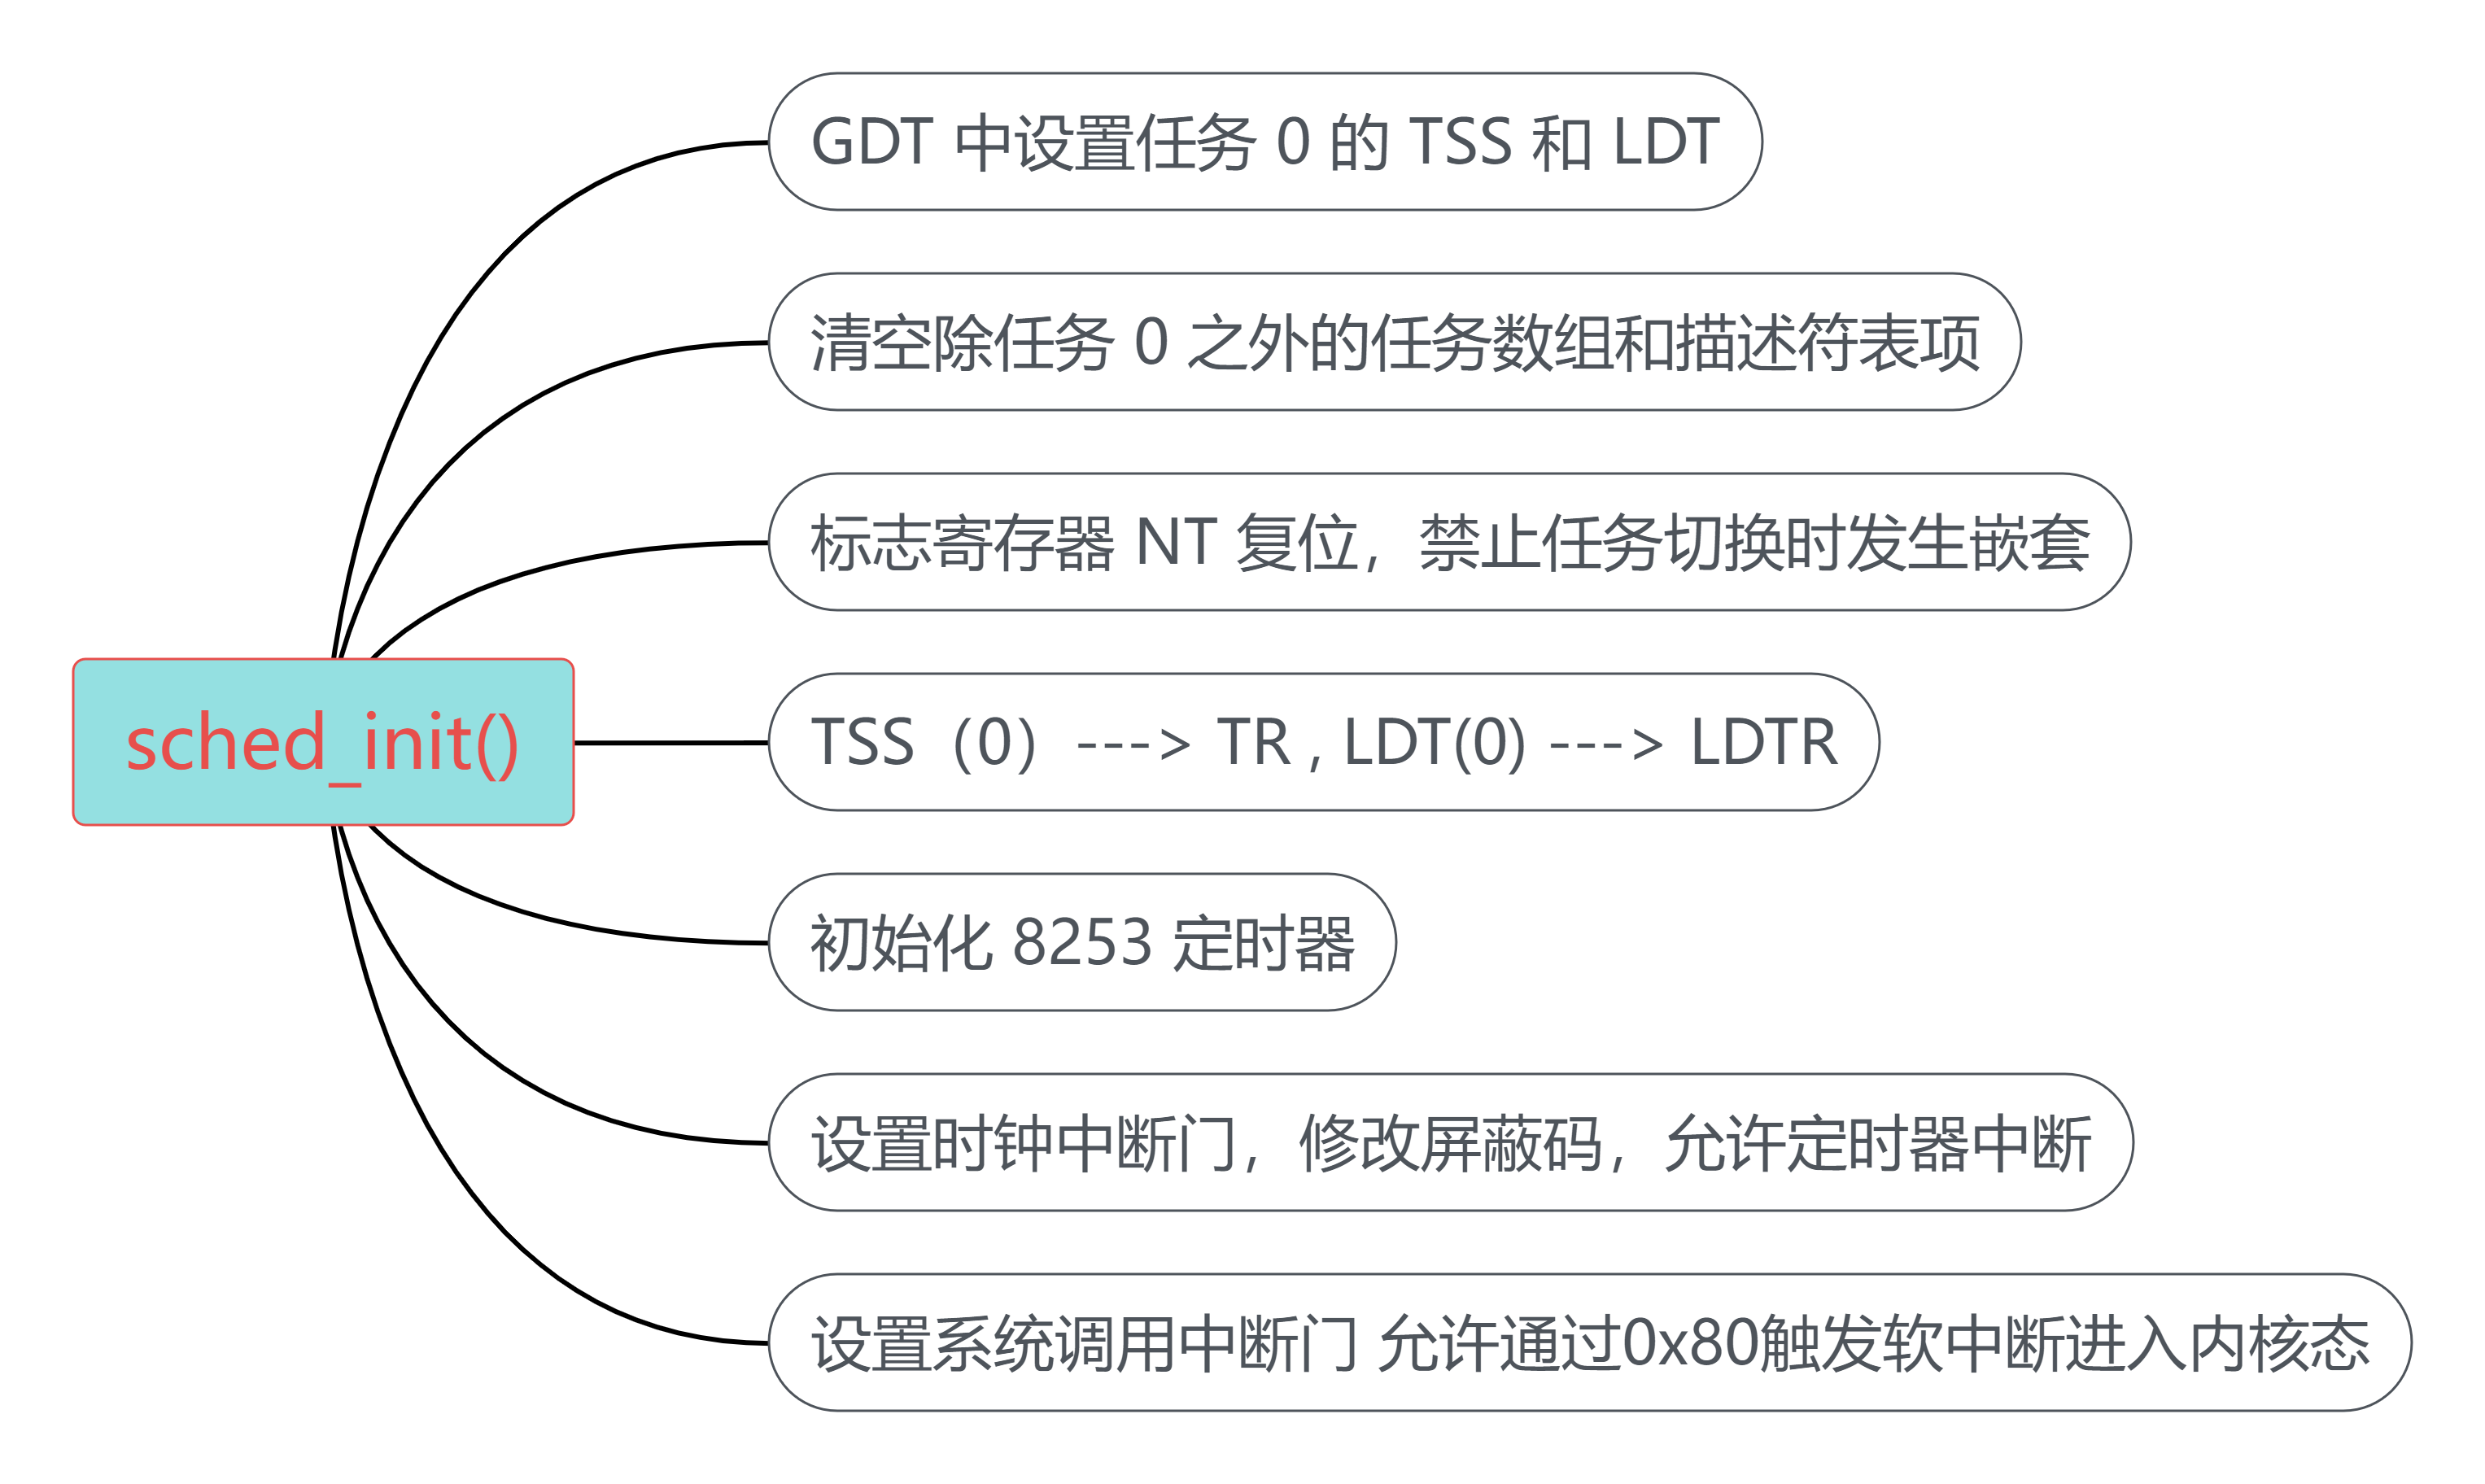 GDT 中设置任务 0 的 TSS 和 LDT
清空除任务 0 之外的任务数组和描述符表项
标志寄存器 NT 复位, 禁止任务切换时发生嵌套
sched_init()
TSS (0) ---> TR , LDT(0) ---> LDTR
初始化 8253 定时器
设置时钟中断门, 修改屏蔽码, 允许定时器中断
设置系统调用中断门 允许通过0x80触发软中断进入内核态